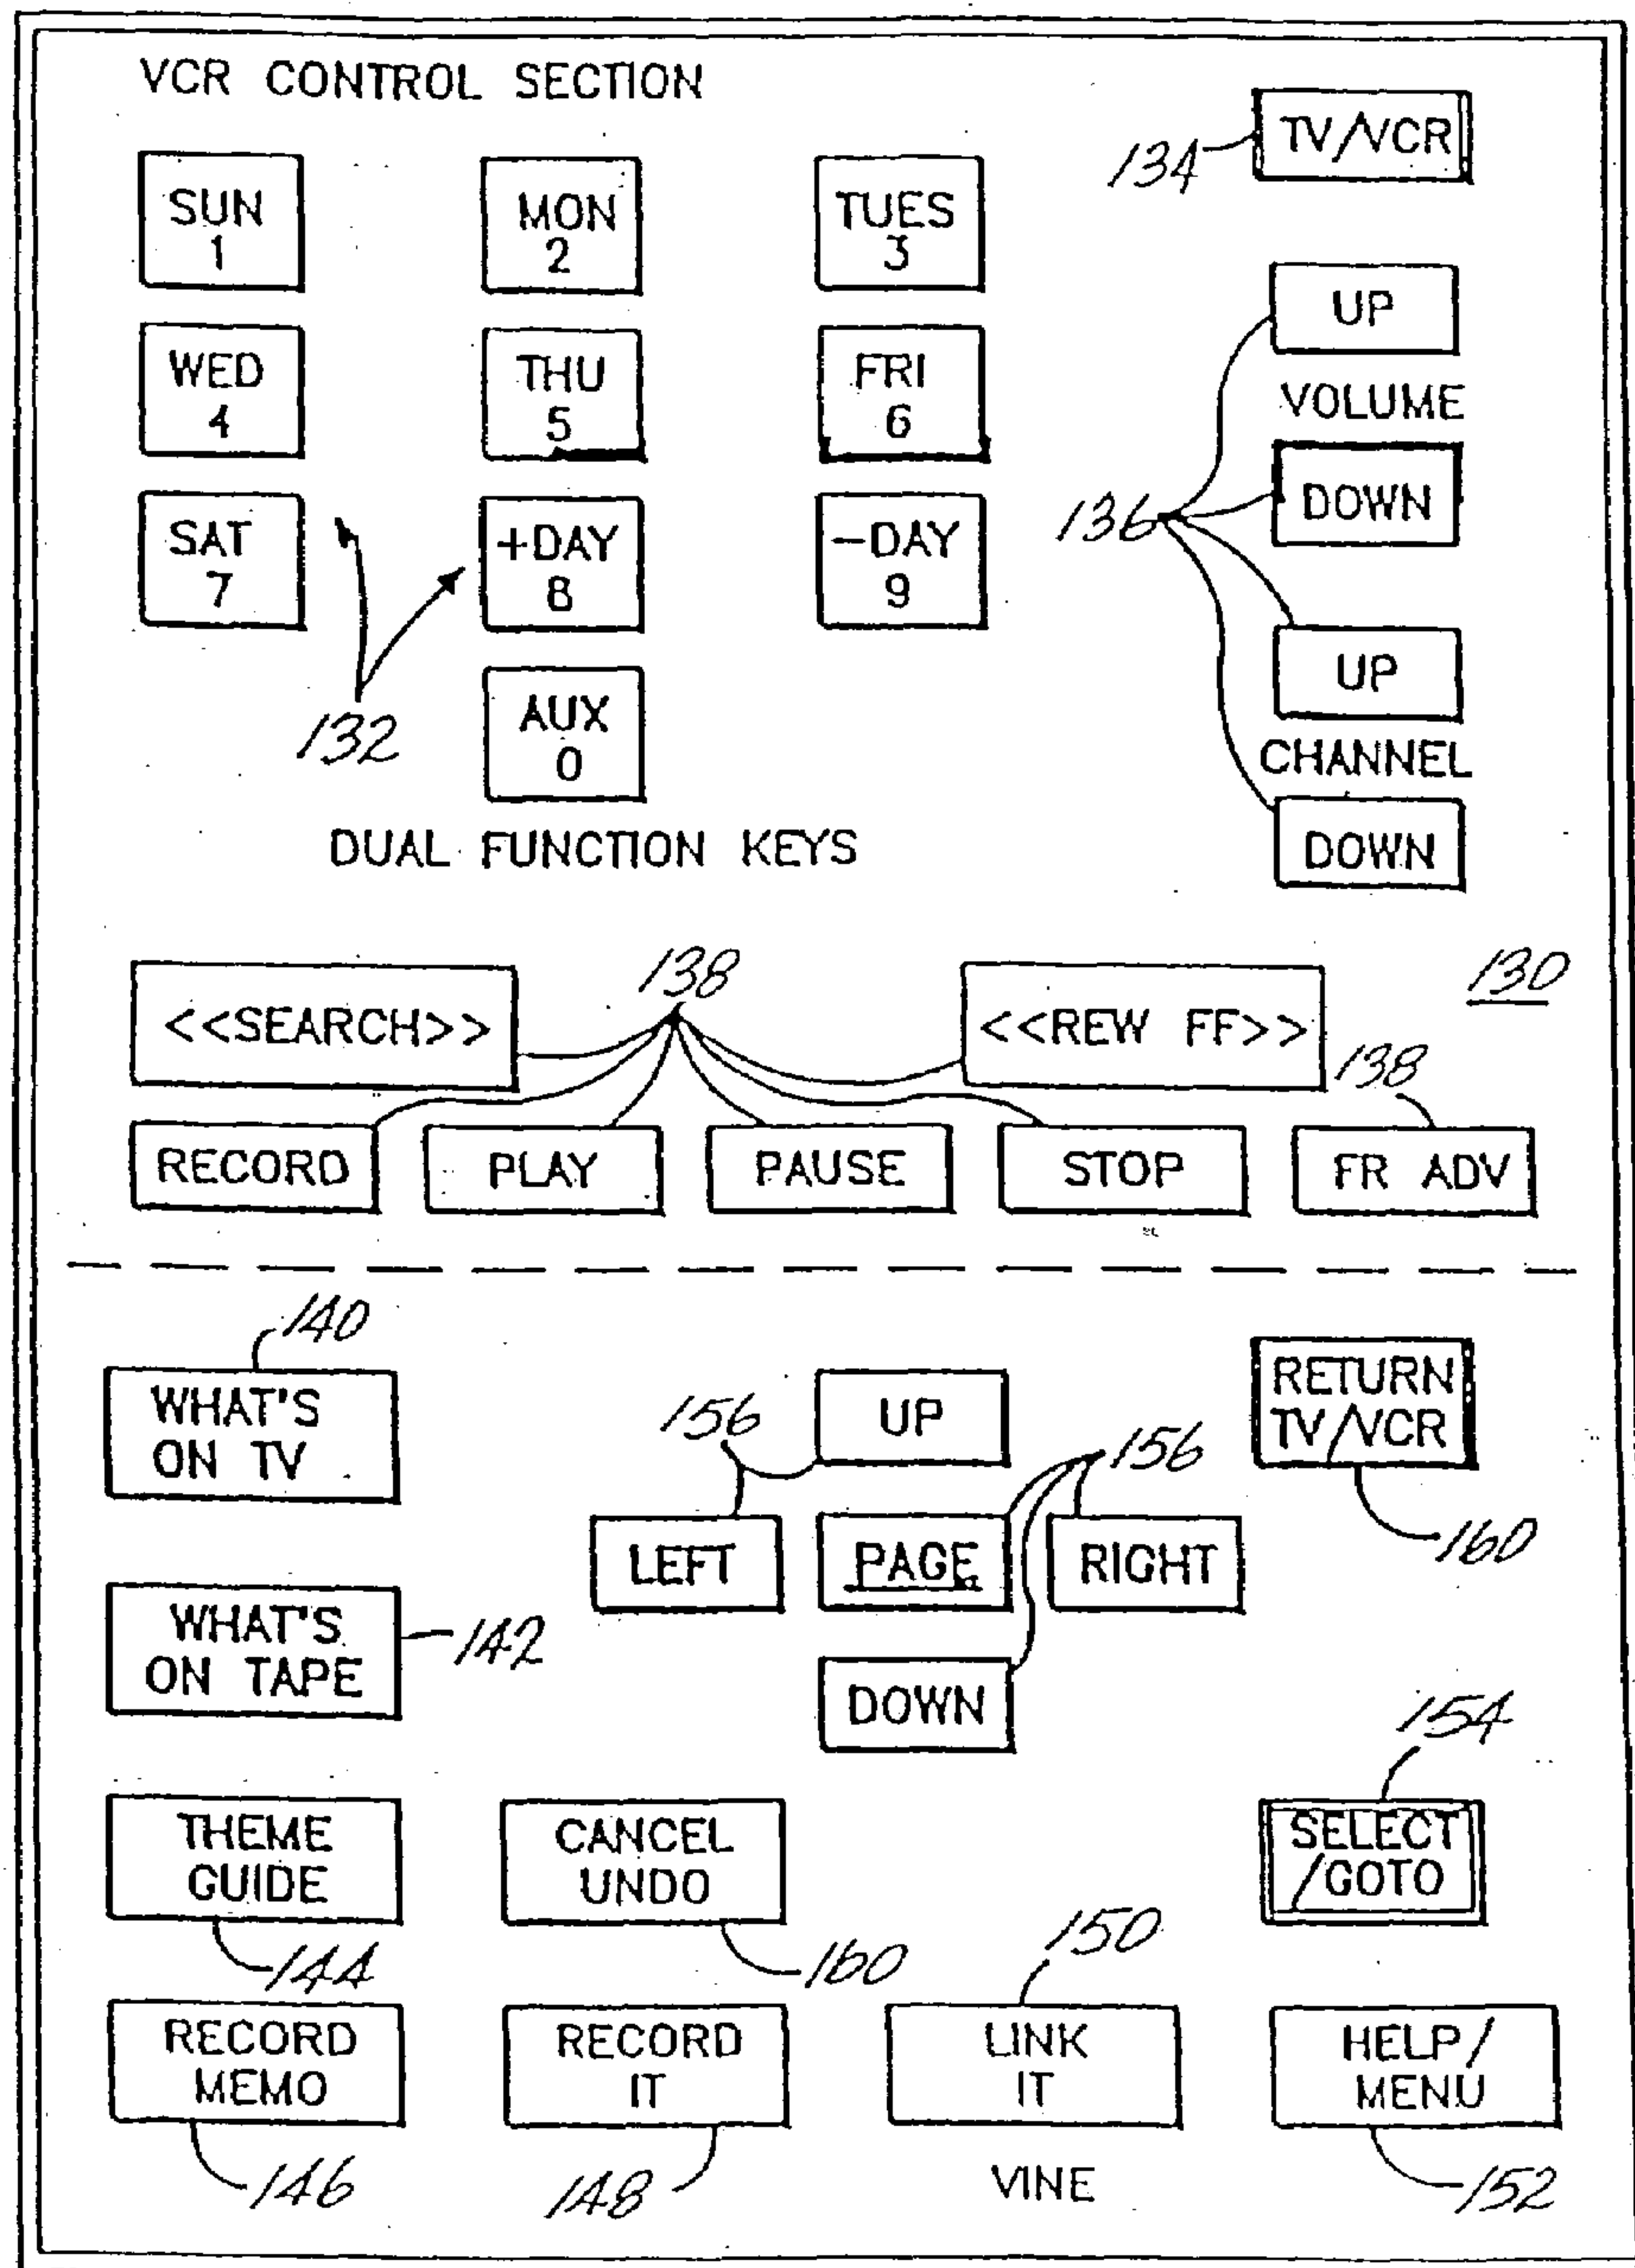 VCR CONTROL SECTION
TV/VCR
134
SUN
1
MON
2
TUES
3
UP
VOLUME
DOWN
WED
4
THU
5
FRI
6
136
SAT
7
+DAY
8
-DAY
9
UP
CHANNEL
DOWN
132
AUX
0
DUAL FUNCTION KEYS
138
130
<<SEARCH>>
<<REW FF>>
138
RECORD
PLAY
PAUSE
STOP
FR ADV
140
WHAT'S
ON TV
156
UP
156
RETURN
TV/VCR
160
LEFT
PAGE
RIGHT
WHAT'S
ON TAPE
142
DOWN
154
THEME
GUIDE
CANCEL
UNDO
SELECT
/GOTO
144
160
150
RECORD
MEMO
RECORD
IT
LINK
IT
HELP/
MENU
146
148
VINE
152